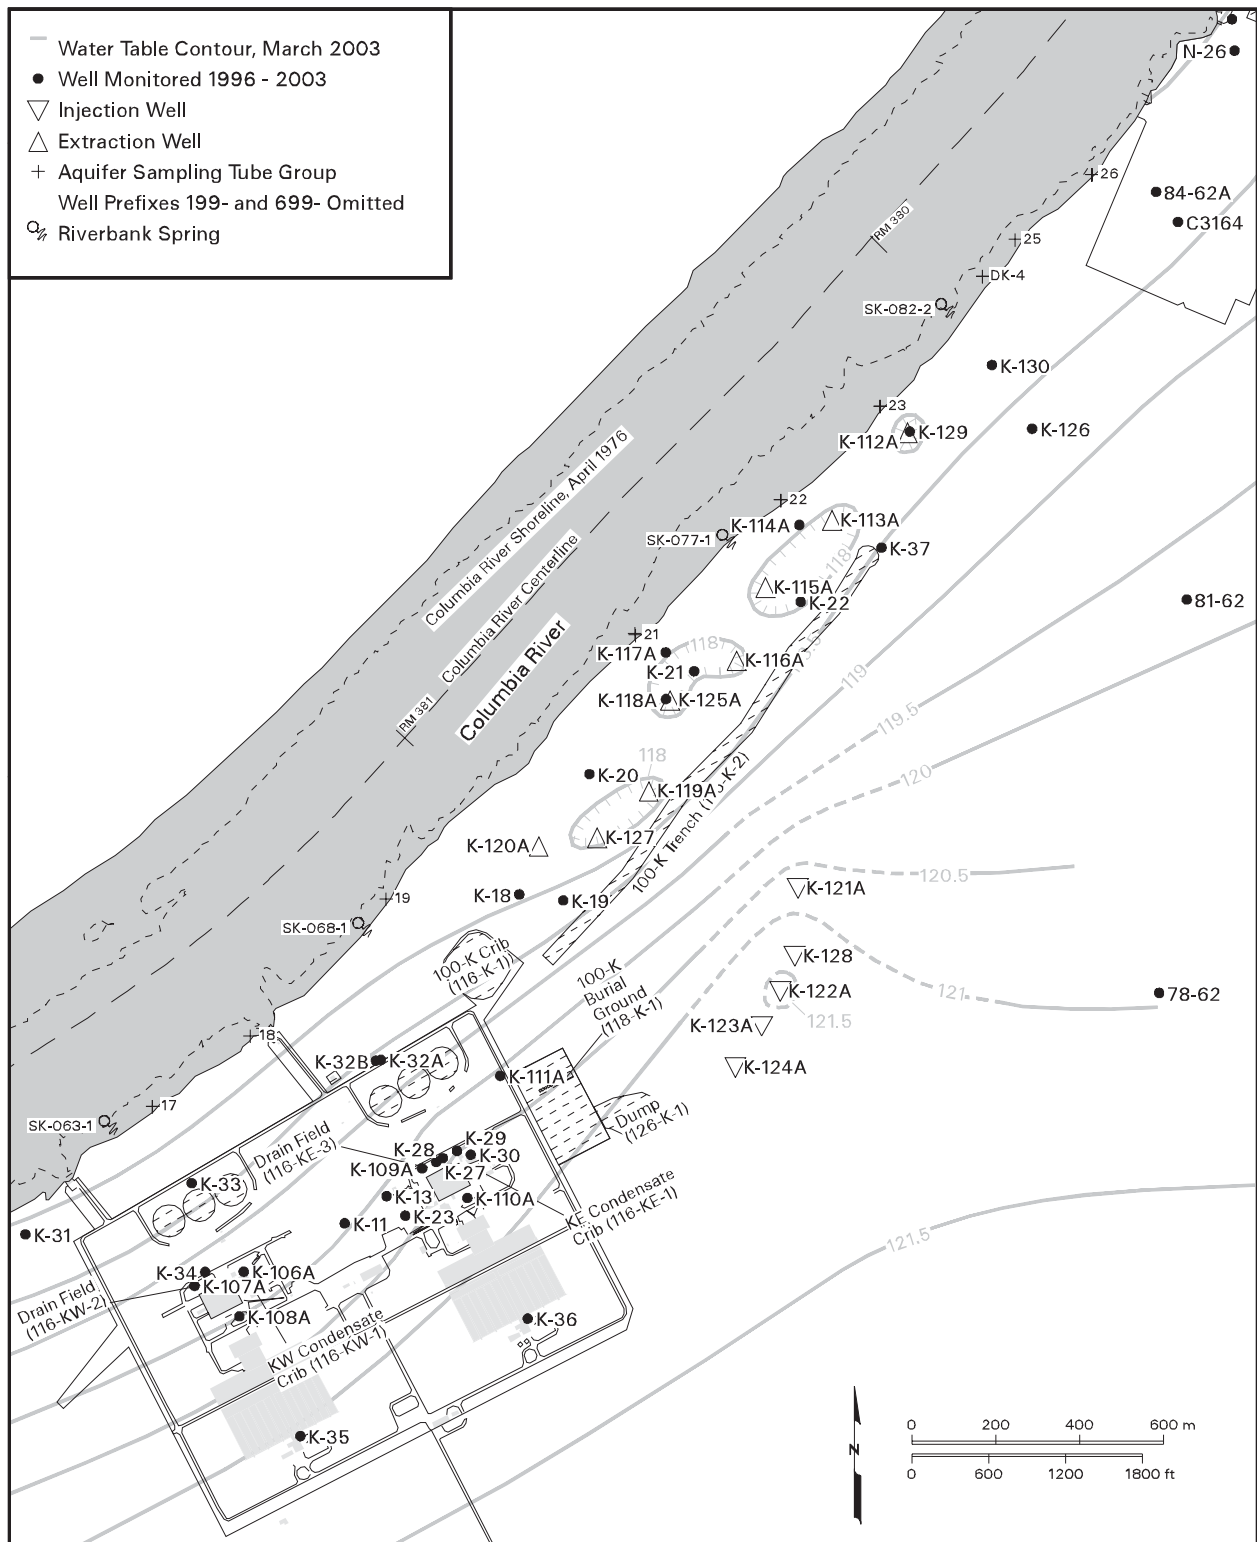 Water Table Contour, March 2003
Well Monitored 1996 - 2003
Injection Well
Extraction Well
Aquifer Sampling Tube Group
Well Prefixes 199- and 699- Omitted
Riverbank Spring
N-26
26
84-62A
C3164
RM 380
25
DK-4
SK-082-2
K-130
23
K-129
K-112A
K-126
Columbia River Shoreline, April 1976
Columbia River Centerline
Columbia River
RM 381
22
K-114A
K-113A
SK-077-1
K-37
118
K-115A
K-22
81-62
21
K-117A
118
K-116A
K-21
K-118A
K-125A
119
119.5
120
118
K-20
K-119A
100-K Trench
K-127
K-120A
K-18
K-19
K-121A
120.5
19
SK-068-1
100-K Crib
(116-K-1))
100-K
Burial
Ground
(118-K-1)
K-128
K-122A
121
78-62
121.5
K-123A
K-124A
18
K-32B
K-32A
K-111A
17
SK-063-1
Dump
(126-K-1)
Drain Field
(116-KE-3)
K-29
K-28
K-30
K-109A
K-27
K-33
K-13
K-110A
KE Condensate
Crib (116-KE-1)
K-11
K-23
K-31
121.5
K-34
K-106A
K-107A
Drain Field
(116-KW-2)
K-108A
K-36
KW Condensate
Crib (116-KW-1)
K-35
N
0 200 400 600 m
0 600 1200 1800 ft